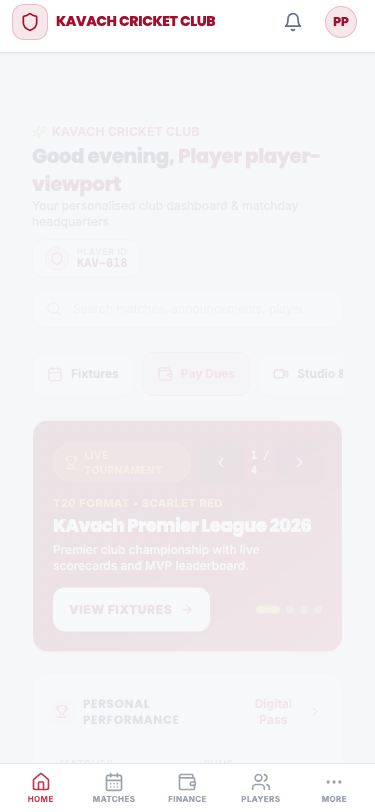 KAVACH CRICKET CLUB
PP
KAVACH CRICKET CLUB
Good evening, Player player-
viewport
Your personalised club dashboard & matchday
headquarters
PLAYER ID
KAV-018
Search matches, announcements, player
Fixtures
Pay Dues
Studio &
LIVE
TOURNAMENT
1 /
4
T20 FORMAT • SCARLET RED
KAvach Premier League 2026
Premier club championship with live
scorecards and MVP leaderboard.
VIEW FIXTURES →
PERSONAL
PERFORMANCE
Digital
Pass
MATCHES
RUNS
HOME
MATCHES
FINANCE
PLAYERS
MORE